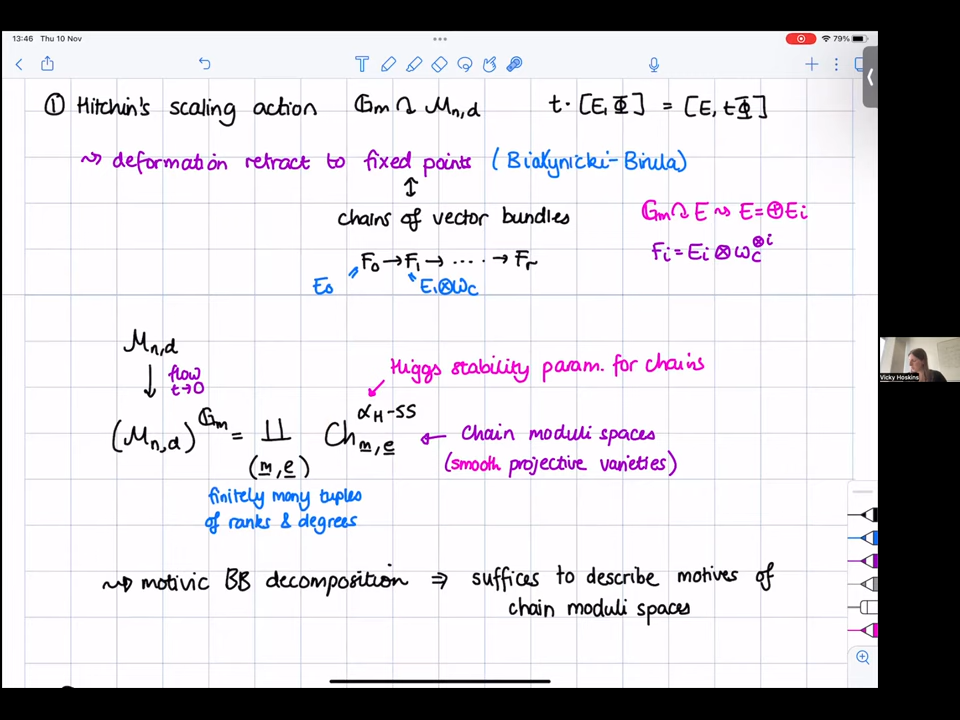 13:46 Thu 10 Nov
79%
① Hitchin's scaling action 𝔾m ↷ Mn,d t · [E, Φ] = [E, tΦ]
⇝ deformation retract to fixed points (Białynicki-Birula)
↕
chains of vector bundles
𝔾m ↷ E ⇝ E = ⊕Ei
Fi = Ei ⊗ ωC^⊗i
F0 → F1 → ···· → Fr
E0
E1⊗ωC
Mn,d
↓ flow t→0
Higgs stability param. for chains
(Mn,d)^𝔾m = ⊔ Ch m,e ^αH-ss ← Chain moduli spaces
(m,e)
(smooth projective varieties)
finitely many tuples
of ranks & degrees
⇝ motivic BB decomposition ⇒ suffices to describe motives of
chain moduli spaces
Vicky Hoskins